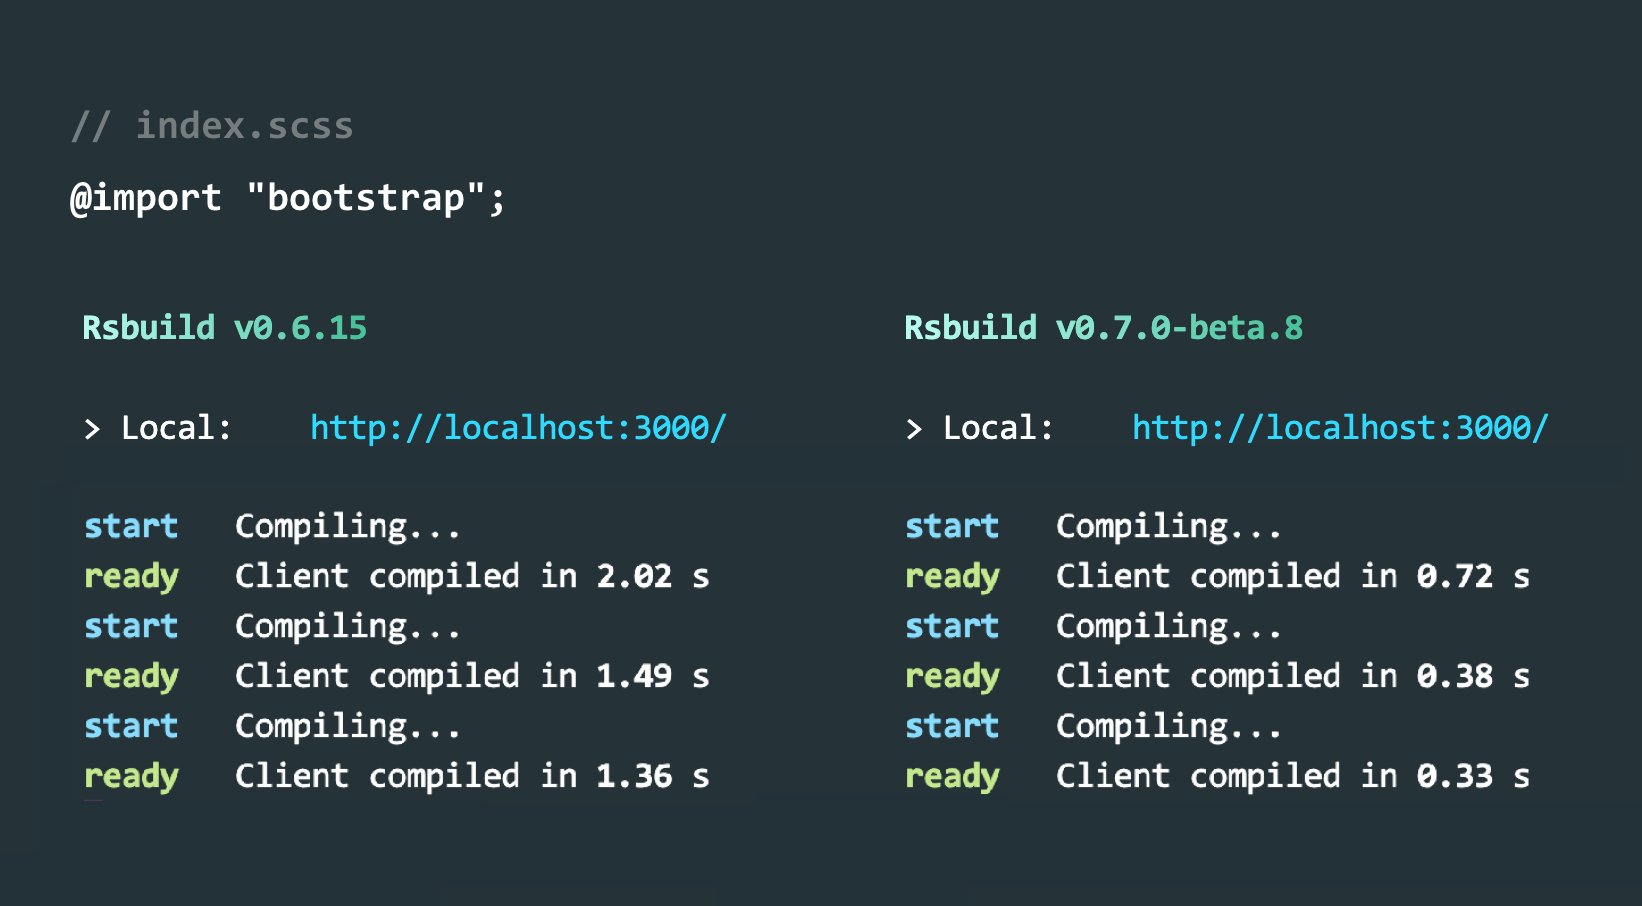 // index.scss
@import "bootstrap";
Rsbuild v0.6.15
> Local: http://localhost:3000/
start Compiling...
ready Client compiled in 2.02 s
start Compiling...
ready Client compiled in 1.49 s
start Compiling...
ready Client compiled in 1.36 s
Rsbuild v0.7.0-beta.8
> Local: http://localhost:3000/
start Compiling...
ready Client compiled in 0.72 s
start Compiling...
ready Client compiled in 0.38 s
start Compiling...
ready Client compiled in 0.33 s